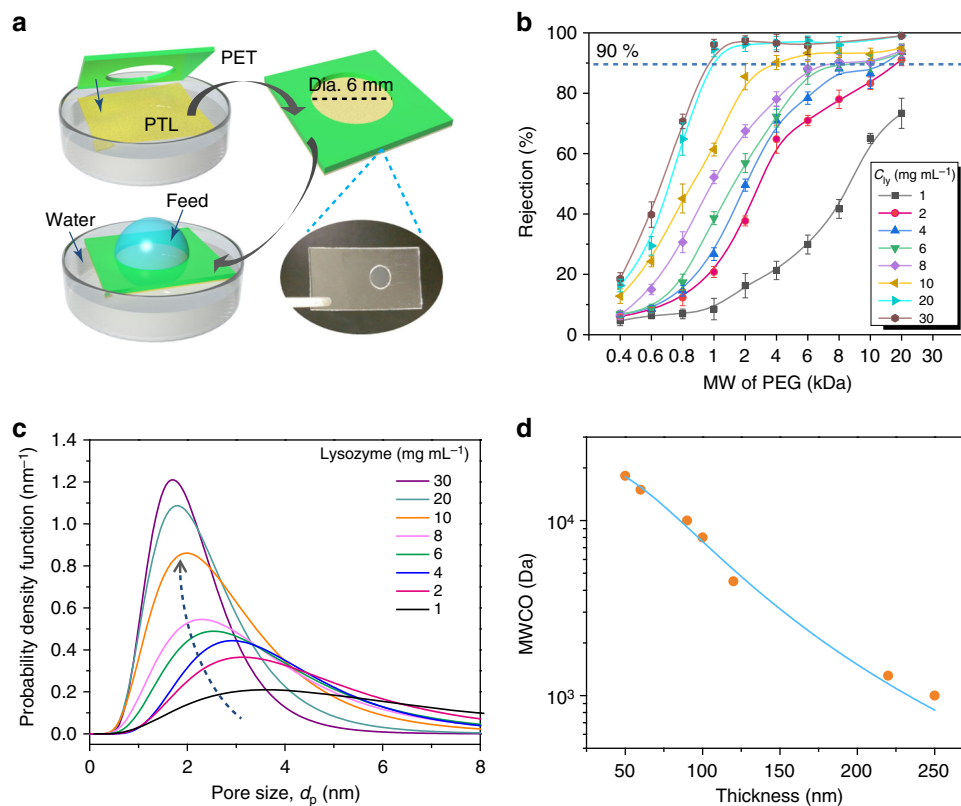 a
PET
Dia. 6 mm
PTL
Water
Feed
b
100
90 %
80
60
40
20
0
Rejection (%)
C_ly (mg mL⁻¹)
1
2
4
6
8
10
20
30
0.4 0.6 0.8 1 2 4 6 8 10 20 30
MW of PEG (kDa)
c
1.4
1.2
1.0
0.8
0.6
0.4
0.2
0
Probability density function (nm⁻¹)
Lysozyme (mg mL⁻¹)
30
20
10
8
6
4
2
1
0 2 4 6 8
Pore size, d_p (nm)
d
10⁴
10³
MWCO (Da)
50 100 150 200 250
Thickness (nm)